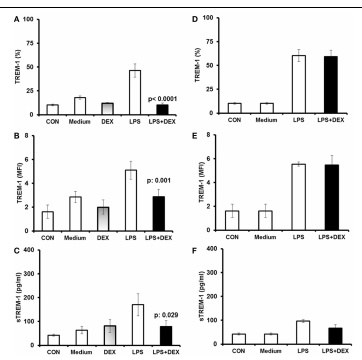 A
TREM-1 (%)
100
75
50
25
0
p< 0.0001
CON Medium DEX LPS LPS+DEX
D
TREM-1 (%)
100
75
50
25
0
CON Medium LPS LPS+DEX
B
TREM-1 (MFI)
8
6
4
2
0
p: 0.001
CON Medium DEX LPS LPS+DEX
E
TREM-1 (MFI)
8
6
4
2
0
CON Medium LPS LPS+DEX
C
sTREM-1 (pg/ml)
400
300
200
100
0
p: 0.029
CON Medium DEX LPS LPS+DEX
F
sTREM-1 (pg/ml)
400
300
200
100
0
CON Medium LPS LPS+DEX